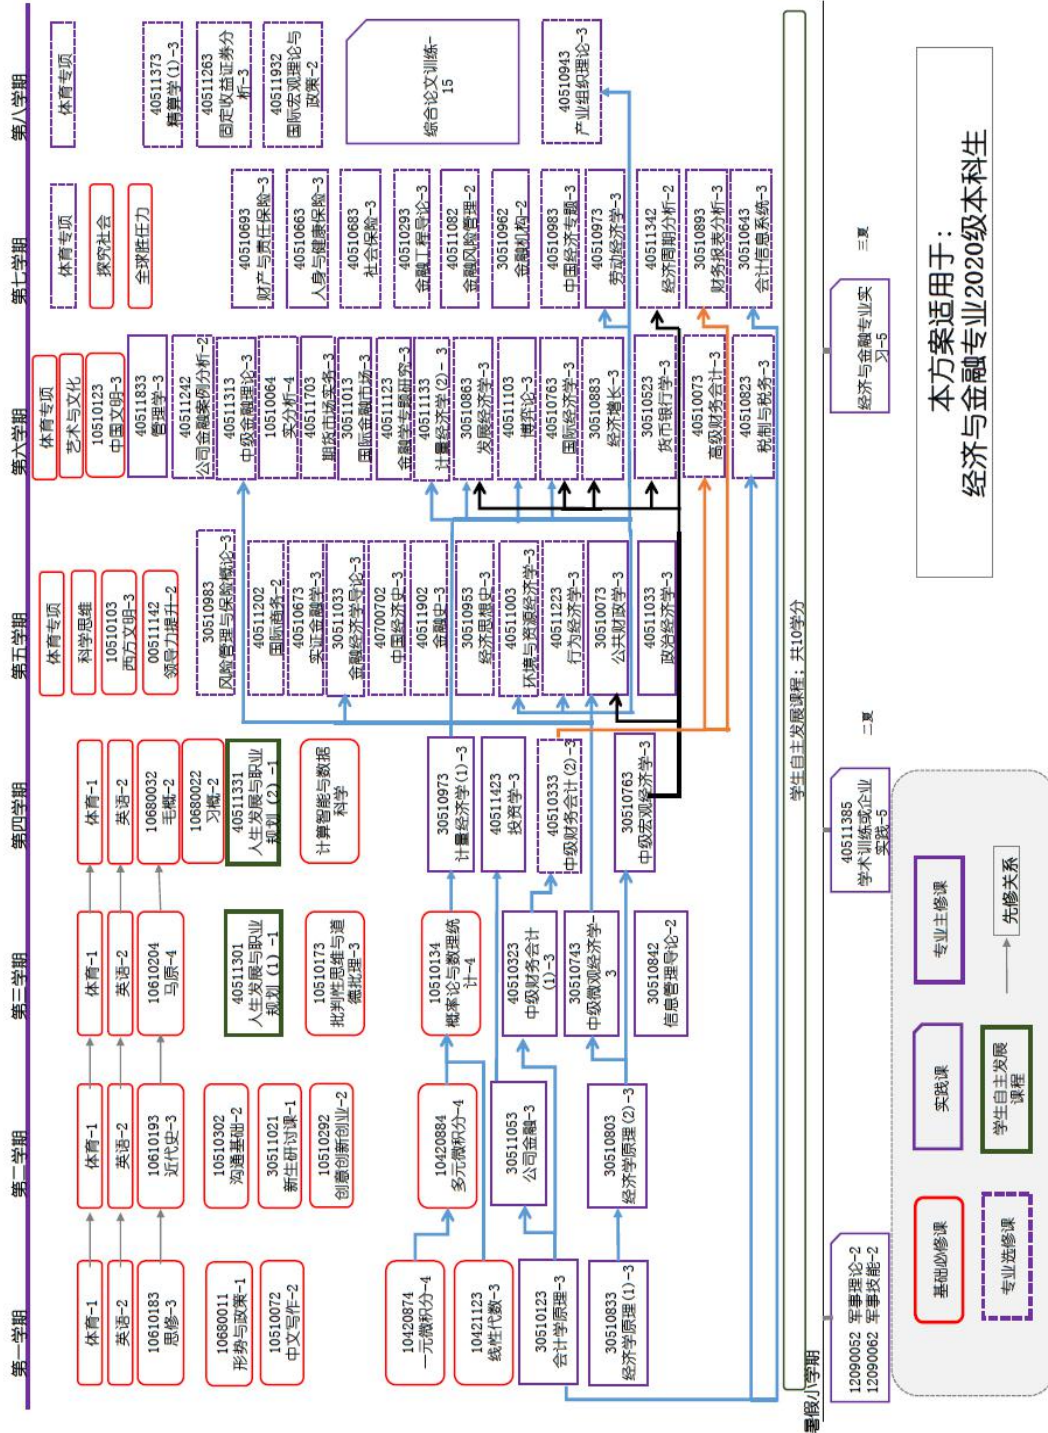 第一学期
体育-1
英语-2
10610183
思修-3
10680011
形势与政策-1
10510072
中文写作-2
10420874
一元微积分-4
10421123
线性代数-3
30510123
会计学原理-3
30510833
经济学原理(1)-3
第二学期
体育-1
英语-2
10610193
近代史-3
10510302
沟通基础-2
30511021
新生研讨课-1
10510292
创意创新创业-2
10420884
多元微积分-4
30511053
公司金融-3
30510803
经济学原理(2)-3
第三学期
体育-1
英语-2
10610204
马原-4
40511301
人生发展与职业
规划（1）-1
10510173
批判性思维与道
德推理-3
10510134
概率论与数理统
计-4
40510323
中级财务会计
(1)-3
30510743
中级微观经济学-
3
30510842
信息管理导论-2
第四学期
体育-1
英语-2
10680032
毛概-2
10680022
习概-2
40511331
人生发展与职业
规划（2）-1
计算智能与数据
科学
30510973
计量经济学(1)-3
40511423
投资学-3
40510333
中级财务会计(2)-3
30510763
中级宏观经济学-3
第五学期
体育专项
科学思维
10510103
西方文明-3
00511142
领导力提升-2
30510983
风险管理与保险概论-3
40511202
国际商务-2
40510673
实证金融学-3
30511033
金融经济学导论-3
40700702
中国经济史-3
40511902
金融史-3
30510953
经济思想史-3
40511003
环境与资源经济学-3
40511223
行为经济学-3
30510073
公共财政学-3
40511033
政治经济学-3
第六学期
体育专项
艺术与文化
10510123
中国文明-3
40511833
管理学-3
40511242
公司金融案例分析-2
40511313
中级金融理论-3
10510064
实分析-4
40511703
期货市场实务-3
30511013
国际金融市场-3
40511123
金融学专题研究-3
40511133
计量经济学(2)-3
30510863
发展经济学-3
40511103
博弈论-3
40510763
国际经济学-3
30510883
经济增长-3
30510523
货币银行学-3
40510073
高级财务会计-3
40510823
税制与税务-3
第七学期
体育专项
探究社会
全球胜任力
40510693
财产与责任保险-3
40510663
人身与健康保险-3
40510683
社会保险-3
40510293
金融工程导论-3
40511082
金融风险管理-2
30510962
金融机构-2
40510983
中国经济专题-3
40510973
劳动经济学-3
40511342
经济周期分析-2
40510893
财务报表分析-3
30510643
会计信息系统-3
第八学期
体育专项
40511373
精算学(1)-3
40511263
固定收益证券分
析-3
40511932
国际宏观理论与
政策-2
综合论文训练-
15
40510943
产业组织理论-3
学生自主发展课程；共10学分
暑假小学期
12090052 军事理论-2
12090062 军事技能-2
40511385
学术训练或企业
实践-5
二夏
经济与金融专业实
习-5
三夏
基础必修课
实践课
专业主修课
专业选修课
学生自主发展
课程
先修关系
本方案适用于：
经济与金融专业2020级本科生